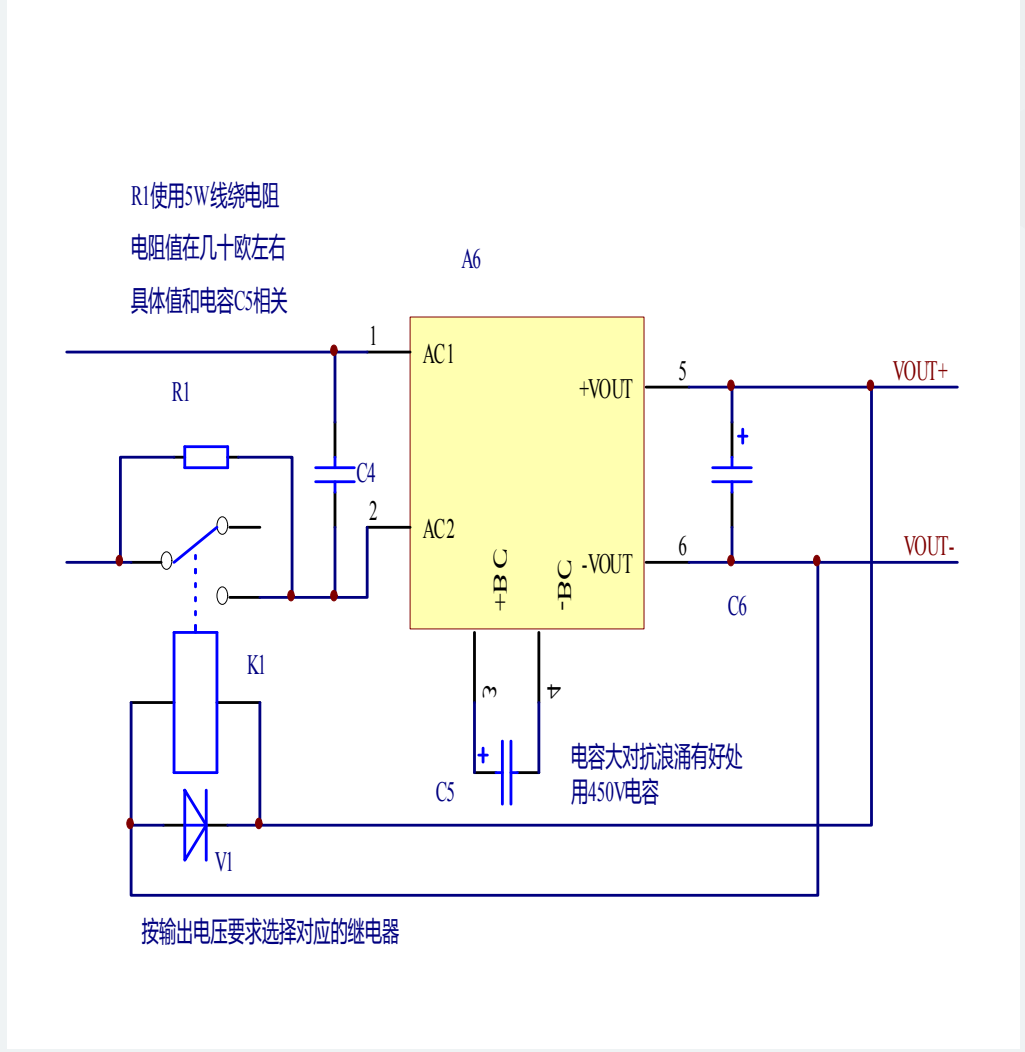 R1使用5W线绕电阻
电阻值在几十欧左右
具体值和电容C5相关
A6
1
AC1
R1
5
+VOUT
VOUT+
C4
2
AC2
6
-VOUT
VOUT-
+BC
-BC
C6
K1
3
4
C5
电容大对抗浪涌有好处
用450V电容
V1
按输出电压要求选择对应的继电器